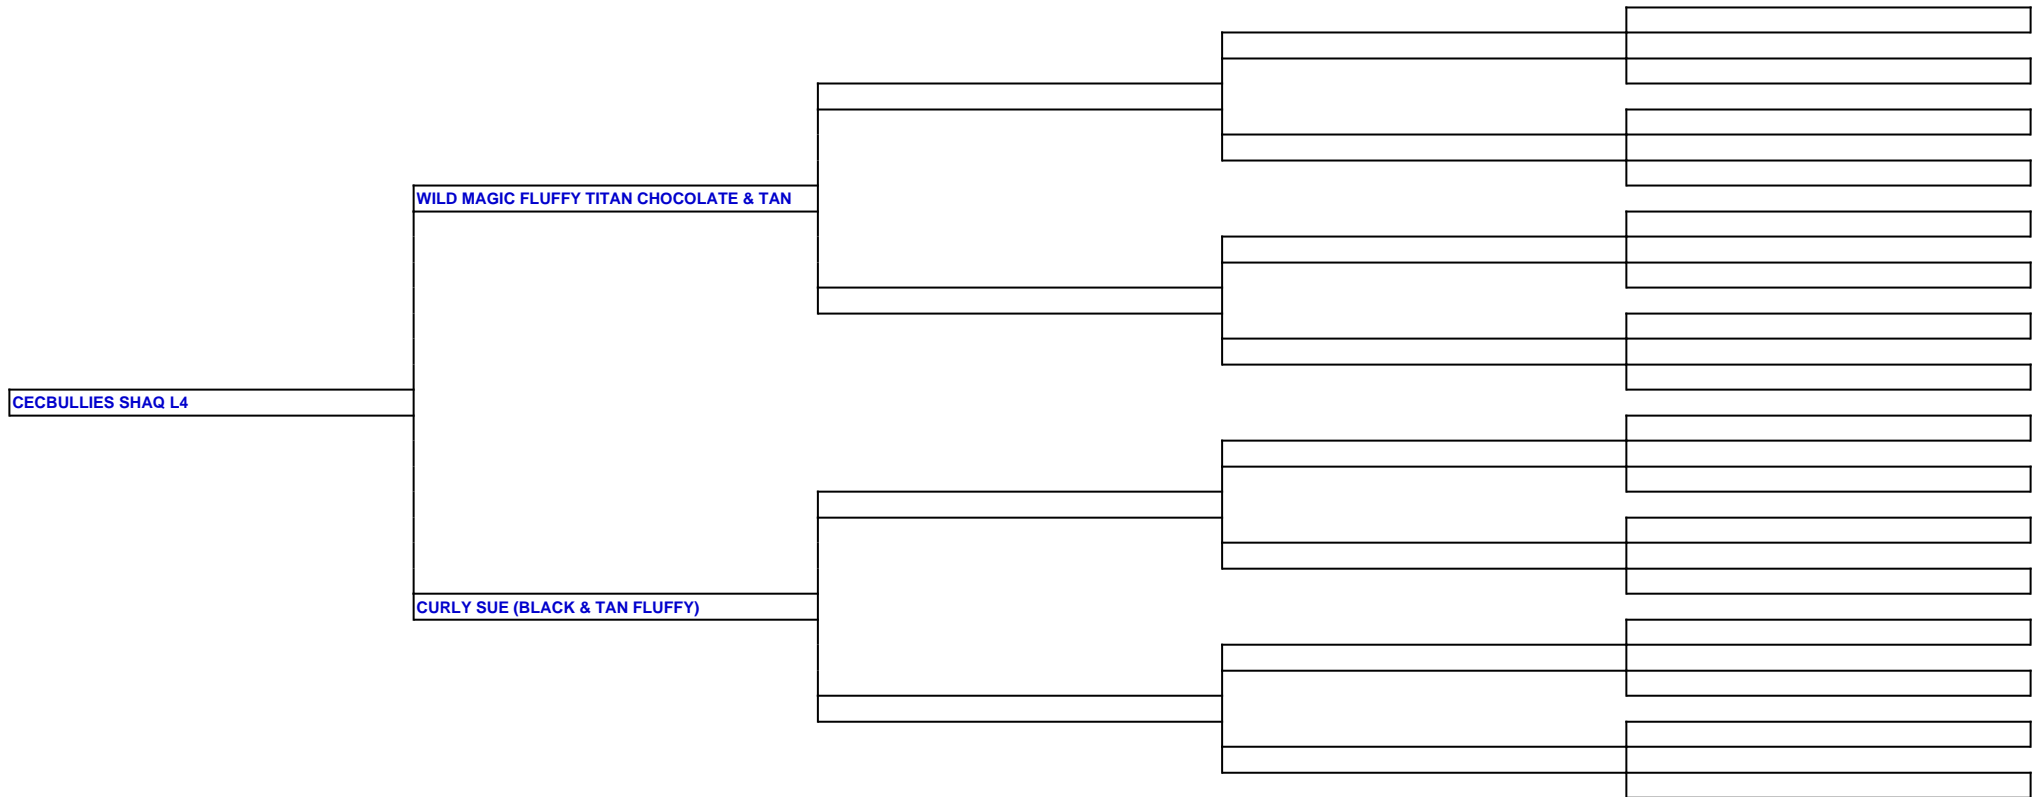 WILD MAGIC FLUFFY TITAN CHOCOLATE & TAN
CECBULLIES SHAQ L4
CURLY SUE (BLACK & TAN FLUFFY)